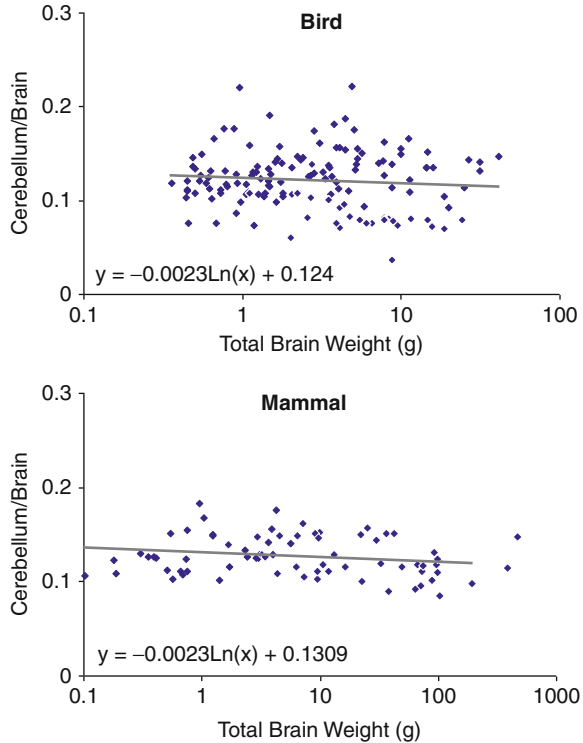 Bird
0.3
0.2
0.1
0
Cerebellum/Brain
y = −0.0023Ln(x) + 0.124
0.1 1 10 100
Total Brain Weight (g)
Mammal
0.3
0.2
0.1
0
Cerebellum/Brain
y = −0.0023Ln(x) + 0.1309
0.1 1 10 100 1000
Total Brain Weight (g)